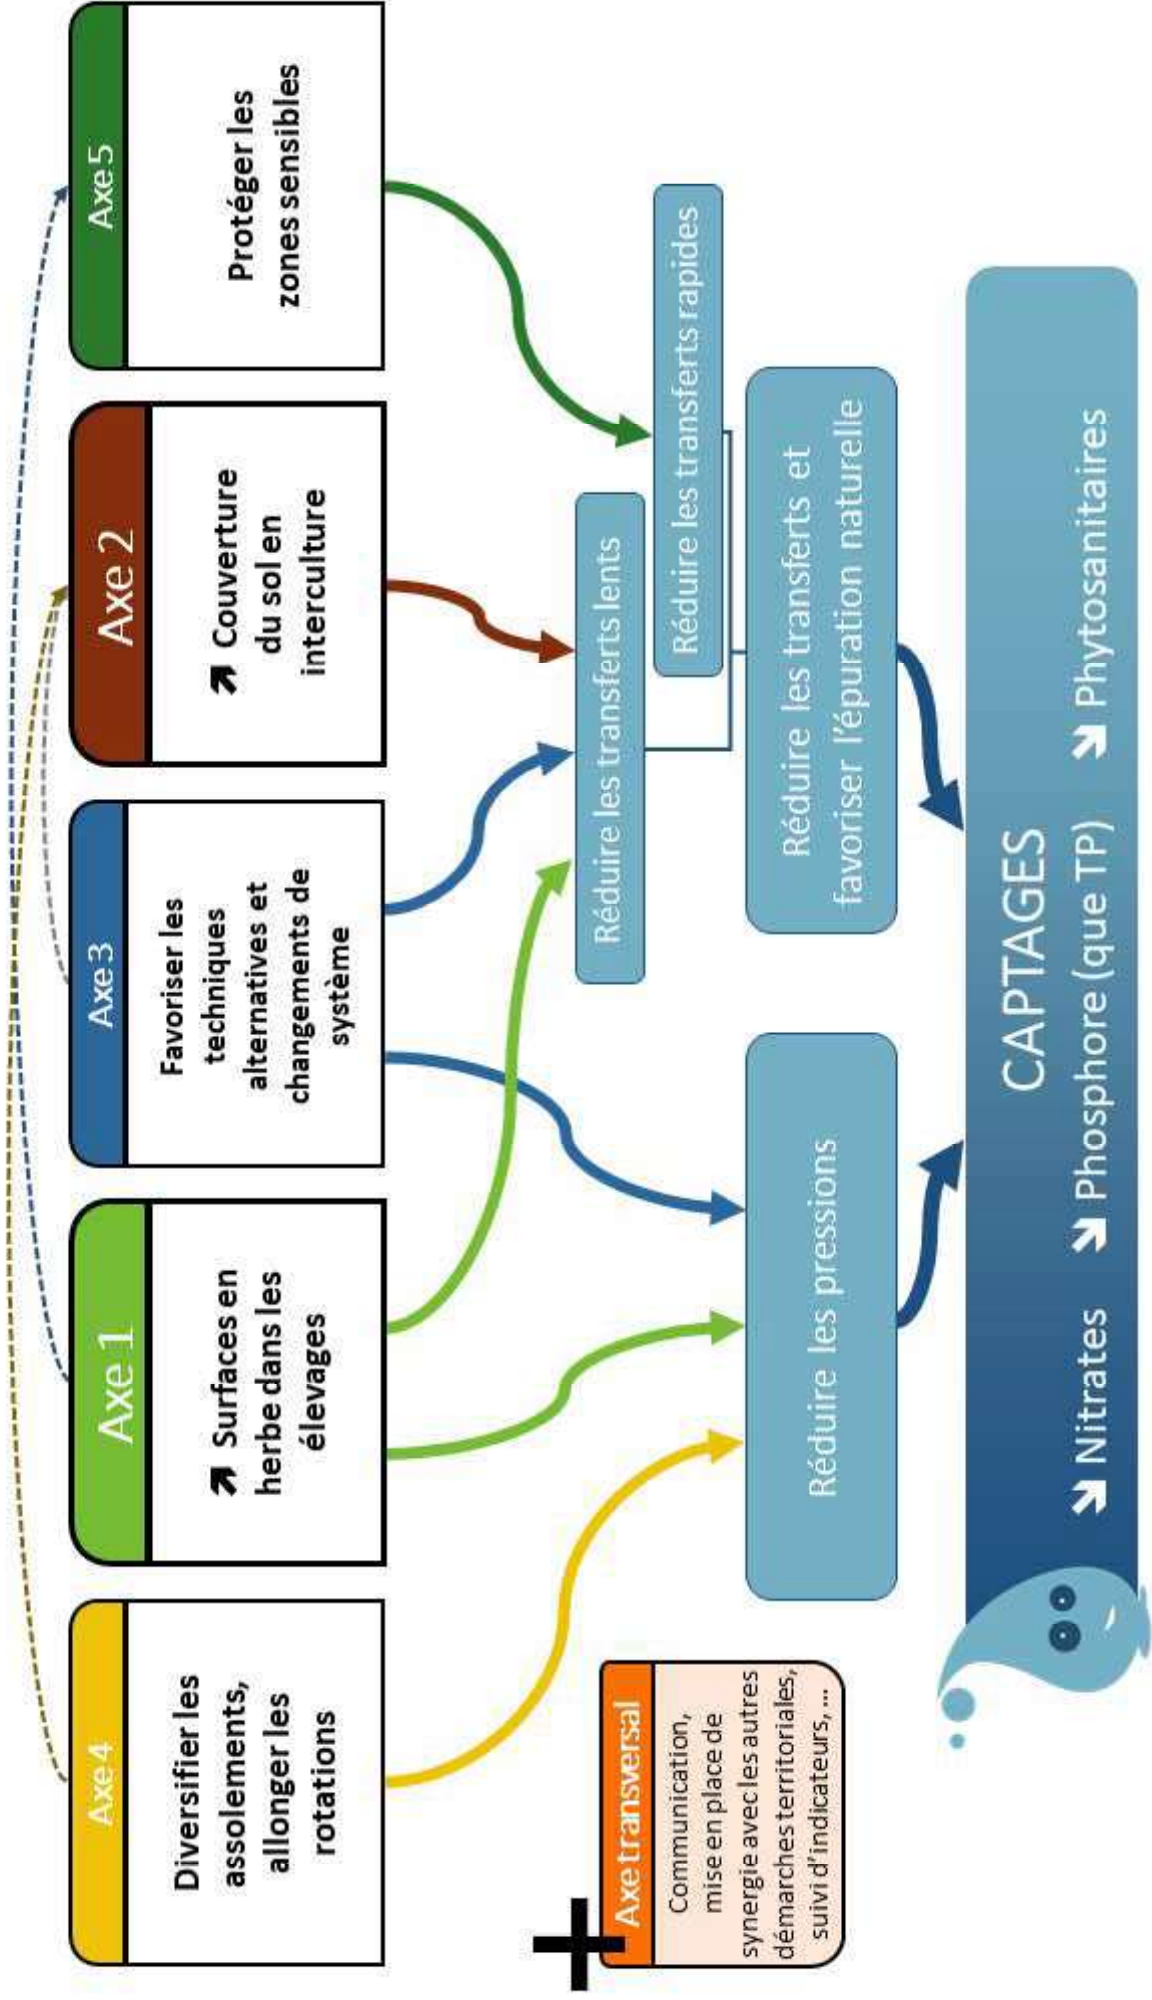 Axe 4
Diversifier les
assolements,
allonger les
rotations
Axe 1
↗ Surfaces en
herbe dans les
élevages
Axe 3
Favoriser les
techniques
alternatives et
changements de
système
Axe 2
↗ Couverture
du sol en
interculture
Axe 5
Protéger les
zones sensibles
Réduire les transferts lents
Réduire les transferts rapides
Réduire les pressions
Réduire les transferts et
favoriser l'épuration naturelle
Axe transversal
Communication,
mise en place de
synergie avec les autres
démarches territoriales,
suivi d'indicateurs, ...
CAPTAGES
↘ Nitrates ↘ Phosphore (que TP) ↘ Phytosanitaires